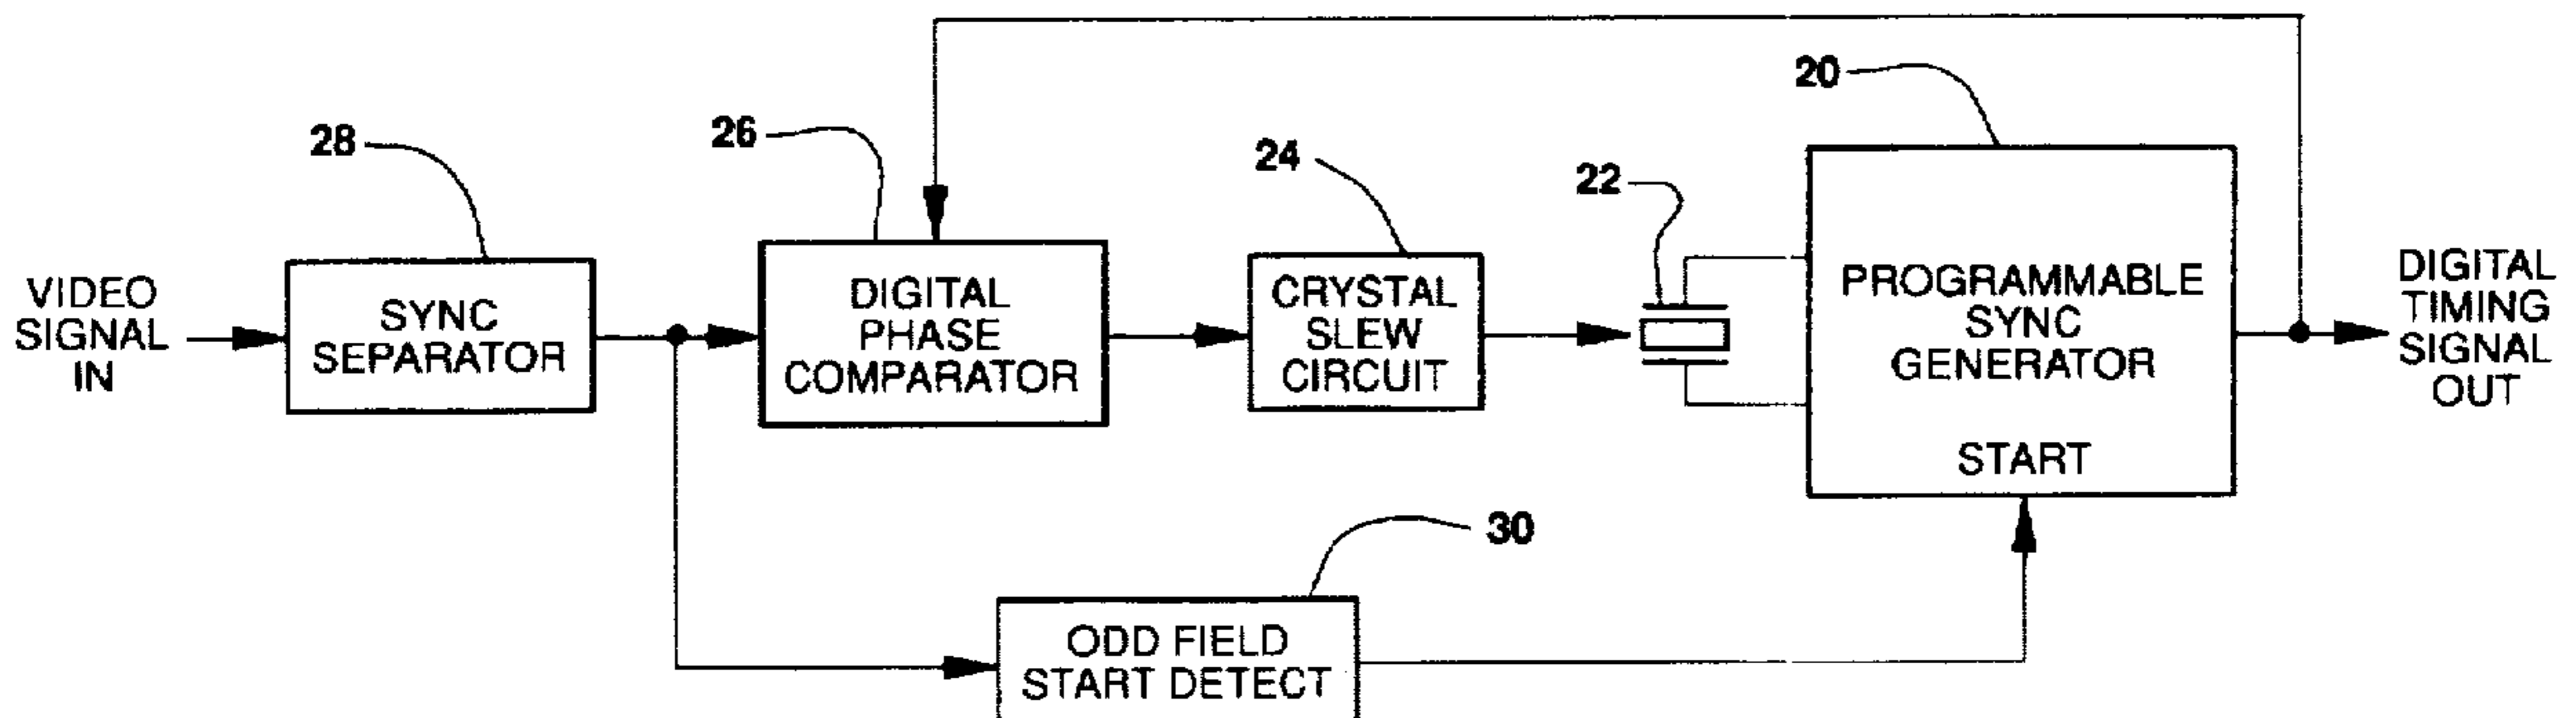 20
28
26
24
22
VIDEO
SIGNAL
IN
SYNC
SEPARATOR
DIGITAL
PHASE
COMPARATOR
CRYSTAL
SLEW
CIRCUIT
PROGRAMMABLE
SYNC
GENERATOR
START
DIGITAL
TIMING
SIGNAL
OUT
30
ODD FIELD
START DETECT